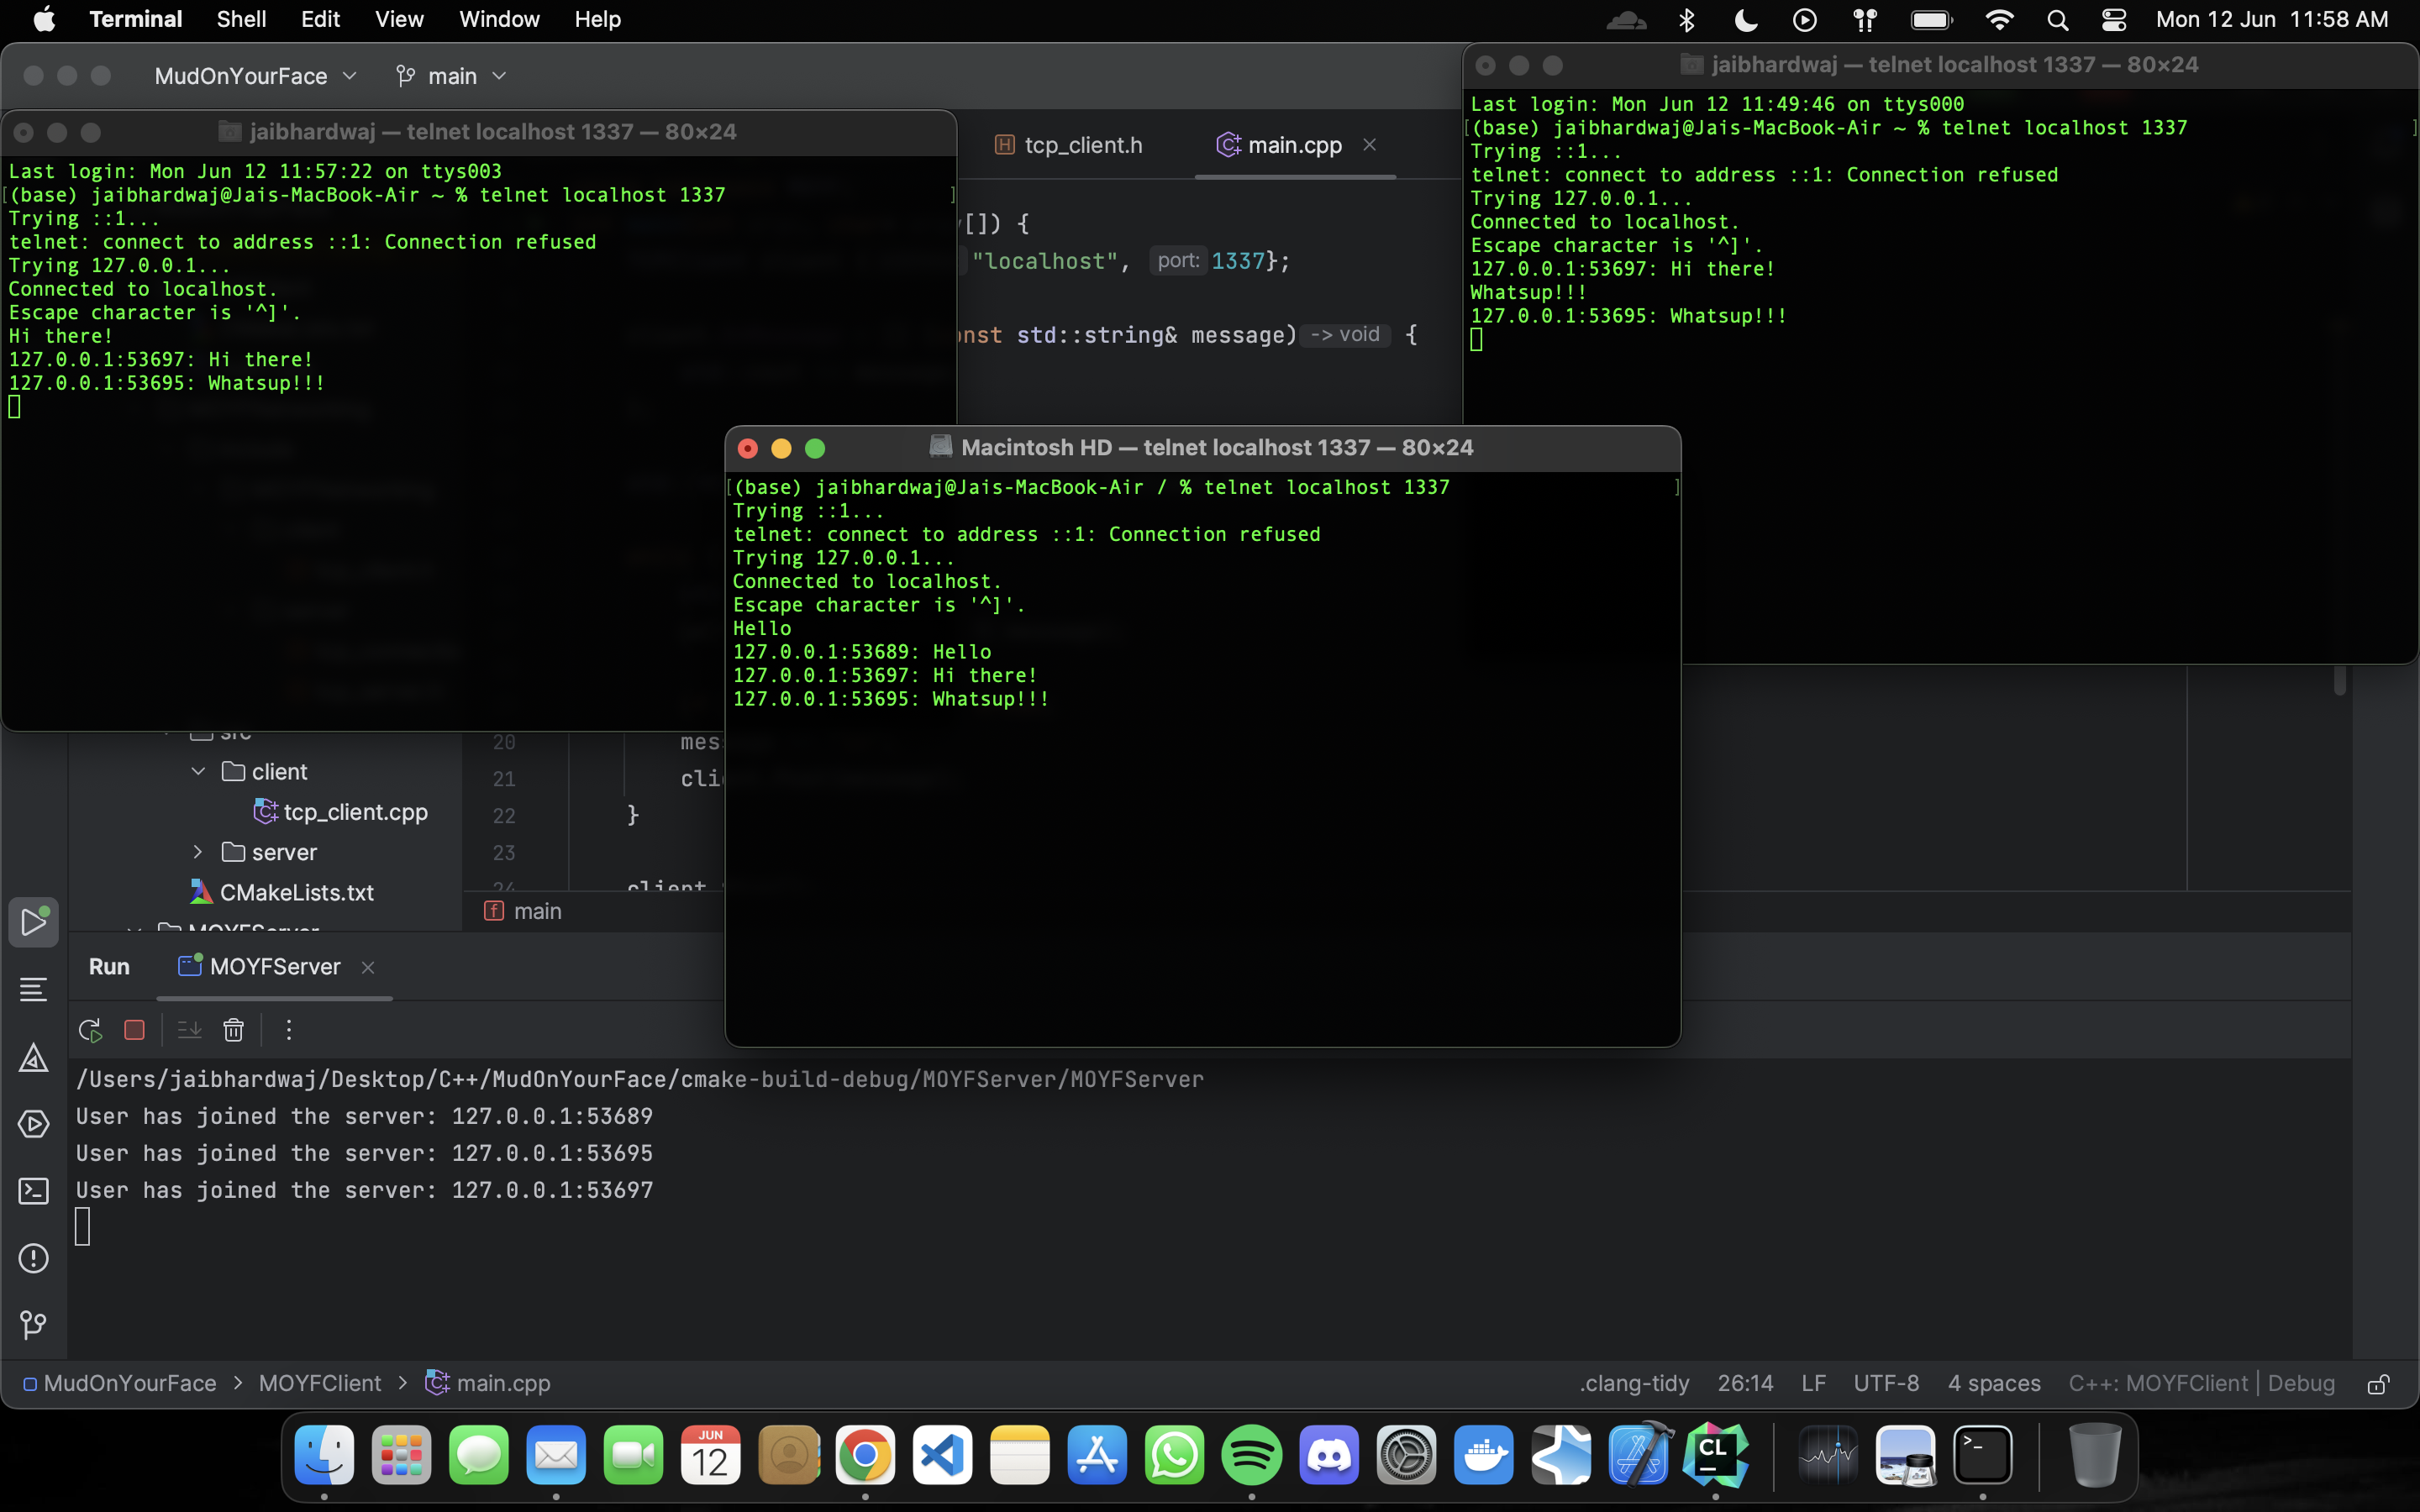 Terminal Shell Edit View Window Help Mon 12 Jun 11:58 AM
MudOnYourFace main
jaibhardwaj — telnet localhost 1337 — 80×24
Last login: Mon Jun 12 11:57:22 on ttys003
[(base) jaibhardwaj@Jais-MacBook-Air ~ % telnet localhost 1337 ]
Trying ::1...
telnet: connect to address ::1: Connection refused
Trying 127.0.0.1...
Connected to localhost.
Escape character is '^]'.
Hi there!
127.0.0.1:53697: Hi there!
127.0.0.1:53695: Whatsup!!!
tcp_client.h main.cpp
[]) {
"localhost", port: 1337};
nst std::string& message) -> void {
jaibhardwaj — telnet localhost 1337 — 80×24
Last login: Mon Jun 12 11:49:46 on ttys000
[(base) jaibhardwaj@Jais-MacBook-Air ~ % telnet localhost 1337 ]
Trying ::1...
telnet: connect to address ::1: Connection refused
Trying 127.0.0.1...
Connected to localhost.
Escape character is '^]'.
127.0.0.1:53697: Hi there!
Whatsup!!!
127.0.0.1:53695: Whatsup!!!
Macintosh HD — telnet localhost 1337 — 80×24
[(base) jaibhardwaj@Jais-MacBook-Air / % telnet localhost 1337 ]
Trying ::1...
telnet: connect to address ::1: Connection refused
Trying 127.0.0.1...
Connected to localhost.
Escape character is '^]'.
Hello
127.0.0.1:53689: Hello
127.0.0.1:53697: Hi there!
127.0.0.1:53695: Whatsup!!!
src
client
tcp_client.cpp
server
CMakeLists.txt
MOYFServer
20 mes
21 cli
22 }
23
24 client
main
Run MOYFServer
/Users/jaibhardwaj/Desktop/C++/MudOnYourFace/cmake-build-debug/MOYFServer/MOYFServer
User has joined the server: 127.0.0.1:53689
User has joined the server: 127.0.0.1:53695
User has joined the server: 127.0.0.1:53697
MudOnYourFace > MOYFClient > main.cpp .clang-tidy 26:14 LF UTF-8 4 spaces C++: MOYFClient | Debug
JUN
12
CL